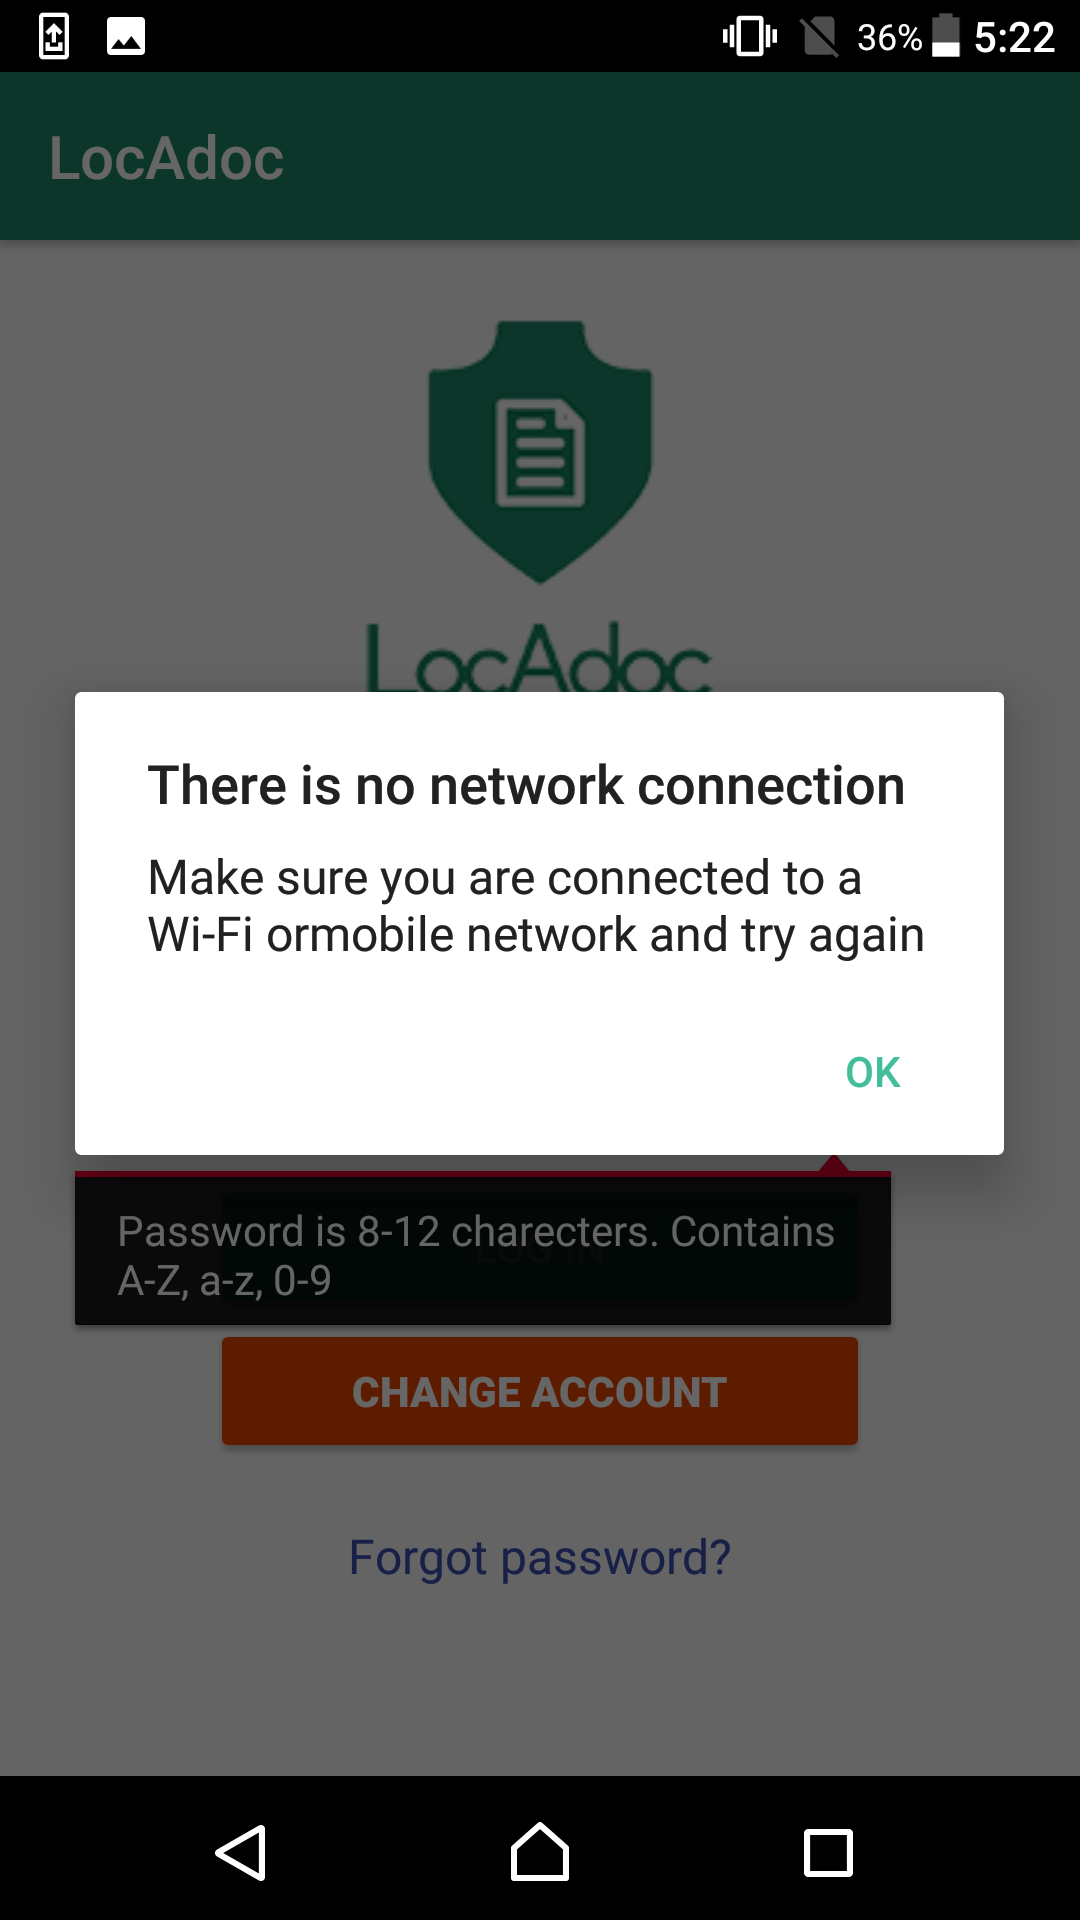 36% 5:22
LocAdoc
LocAdoc
There is no network connection
Make sure you are connected to a
Wi-Fi ormobile network and try again
OK
Password is 8-12 charecters. Contains
LOG IN
A-Z, a-z, 0-9
CHANGE ACCOUNT
Forgot password?